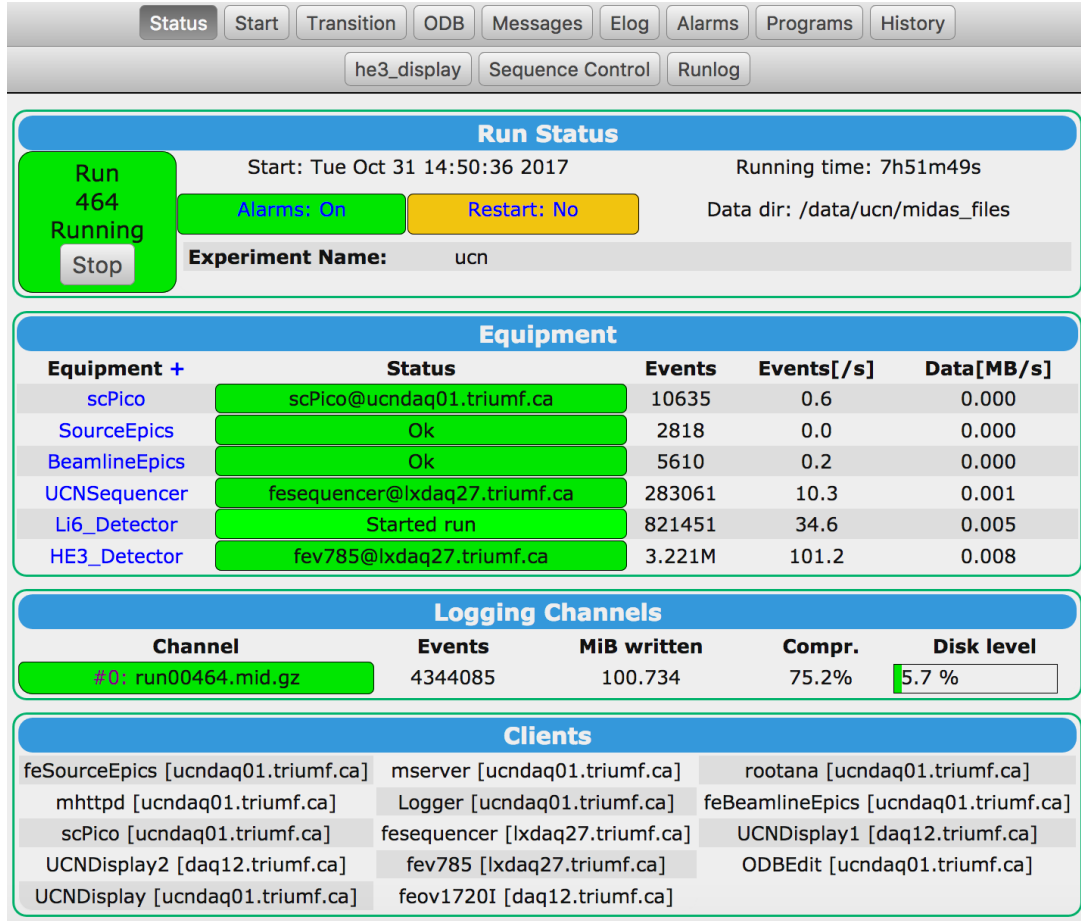 Status Start Transition ODB Messages Elog Alarms Programs History
he3_display Sequence Control Runlog
Run Status
Run 464 Running
Stop
Start: Tue Oct 31 14:50:36 2017 Running time: 7h51m49s
Alarms: On Restart: No Data dir: /data/ucn/midas_files
Experiment Name: ucn
Equipment
Equipment + Status Events Events[/s] Data[MB/s]
scPico scPico@ucndaq01.triumf.ca 10635 0.6 0.000
SourceEpics Ok 2818 0.0 0.000
BeamlineEpics Ok 5610 0.2 0.000
UCNSequencer fesequencer@lxdaq27.triumf.ca 283061 10.3 0.001
Li6_Detector Started run 821451 34.6 0.005
HE3_Detector fev785@lxdaq27.triumf.ca 3.221M 101.2 0.008
Logging Channels
Channel Events MiB written Compr. Disk level
#0: run00464.mid.gz 4344085 100.734 75.2% 5.7 %
Clients
feSourceEpics [ucndaq01.triumf.ca] mserver [ucndaq01.triumf.ca] rootana [ucndaq01.triumf.ca]
mhttpd [ucndaq01.triumf.ca] Logger [ucndaq01.triumf.ca] feBeamlineEpics [ucndaq01.triumf.ca]
scPico [ucndaq01.triumf.ca] fesequencer [lxdaq27.triumf.ca] UCNDisplay1 [daq12.triumf.ca]
UCNDisplay2 [daq12.triumf.ca] fev785 [lxdaq27.triumf.ca] ODBEdit [ucndaq01.triumf.ca]
UCNDisplay [ucndaq01.triumf.ca] feov1720I [daq12.triumf.ca]